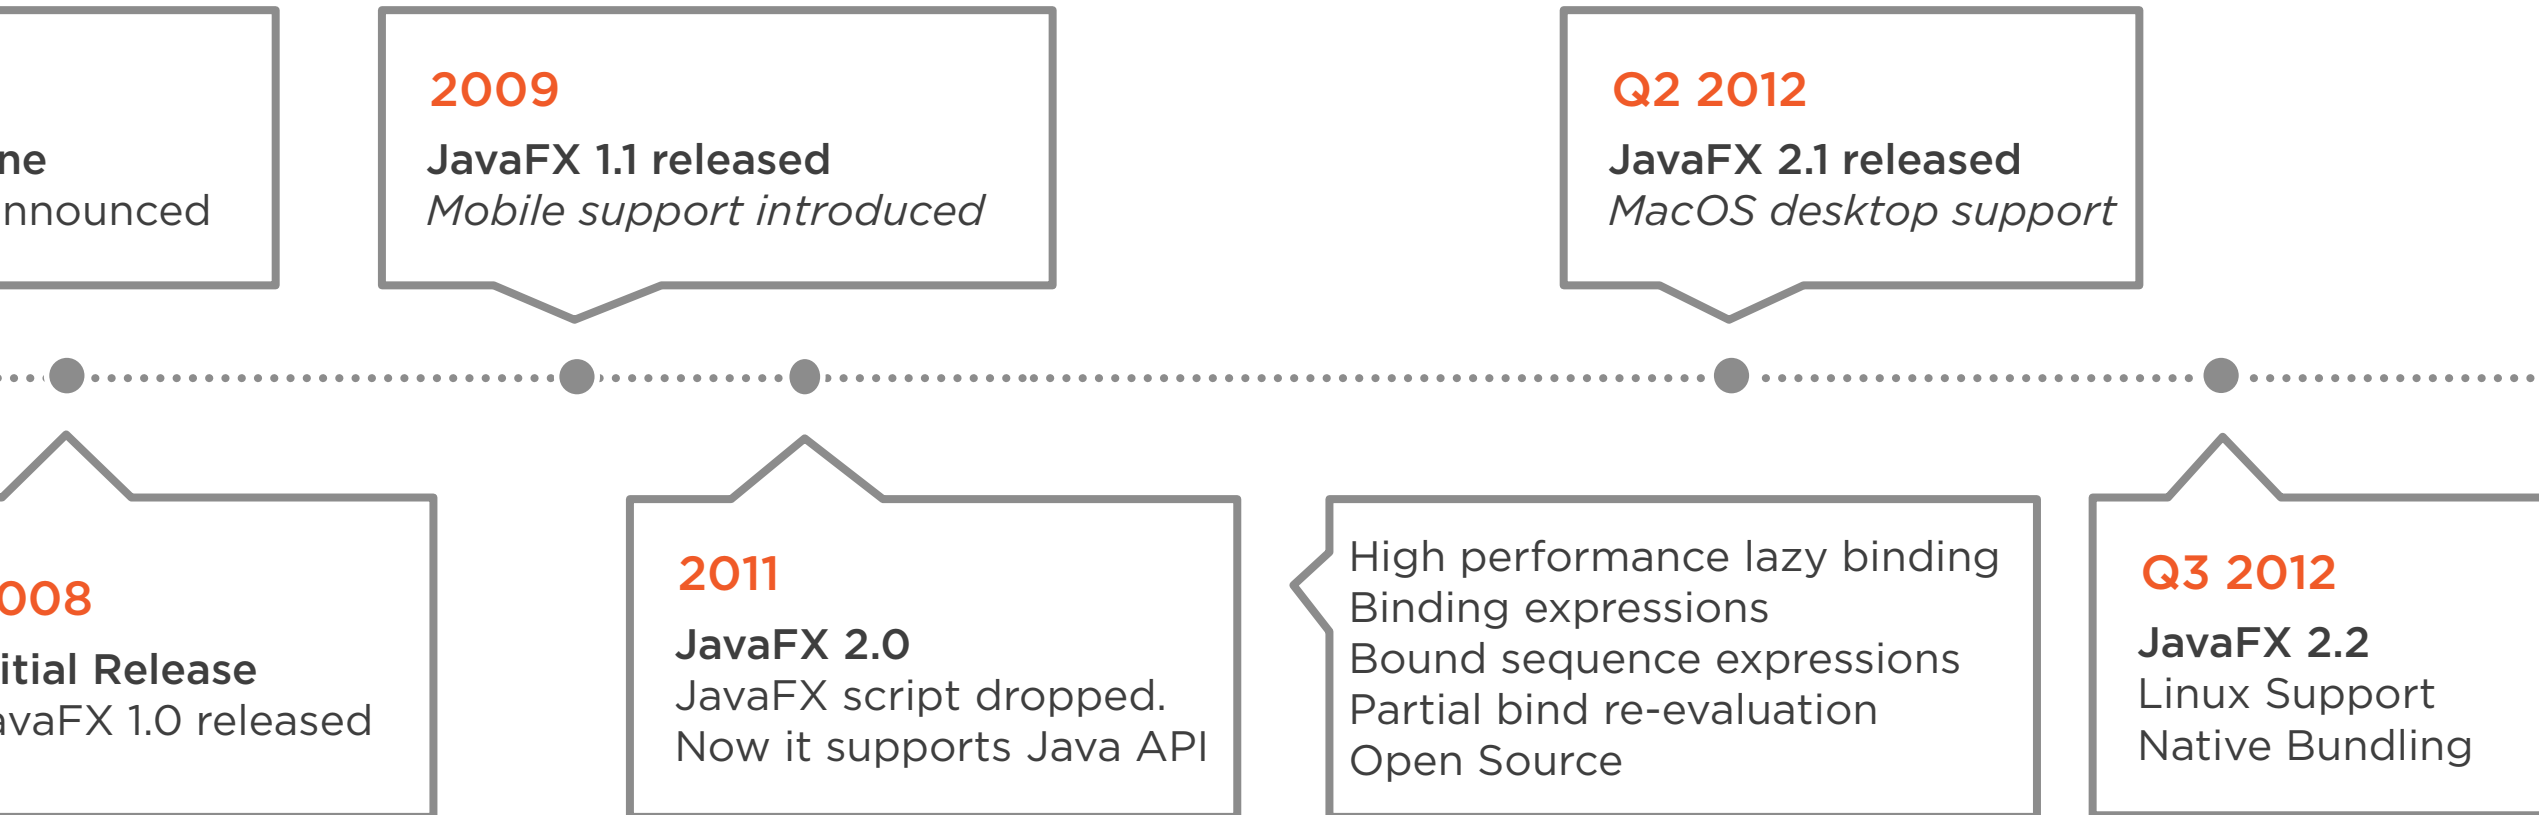 nnounced
2009
JavaFX 1.1 released
Mobile support introduced
Q2 2012
JavaFX 2.1 released
MacOS desktop support
008
itial Release
avaFX 1.0 released
2011
JavaFX 2.0
JavaFX script dropped.
Now it supports Java API
High performance lazy binding
Binding expressions
Bound sequence expressions
Partial bind re-evaluation
Open Source
Q3 2012
JavaFX 2.2
Linux Support
Native Bundling